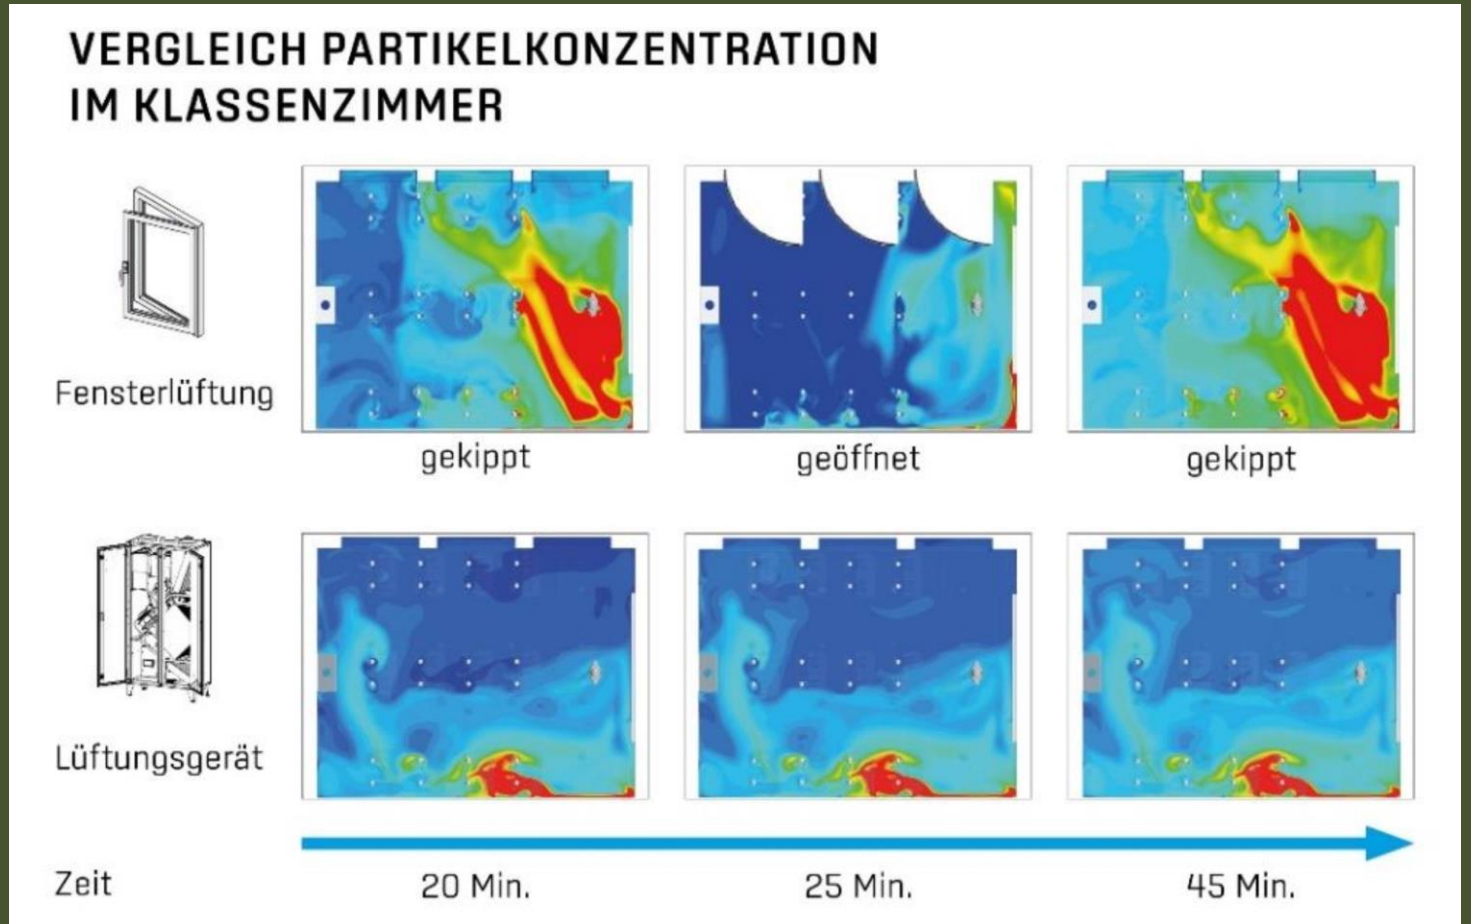 VERGLEICH PARTIKELKONZENTRATION
IM KLASSENZIMMER
Fensterlüftung
gekippt
geöffnet
gekippt
Lüftungsgerät
Zeit
20 Min.
25 Min.
45 Min.